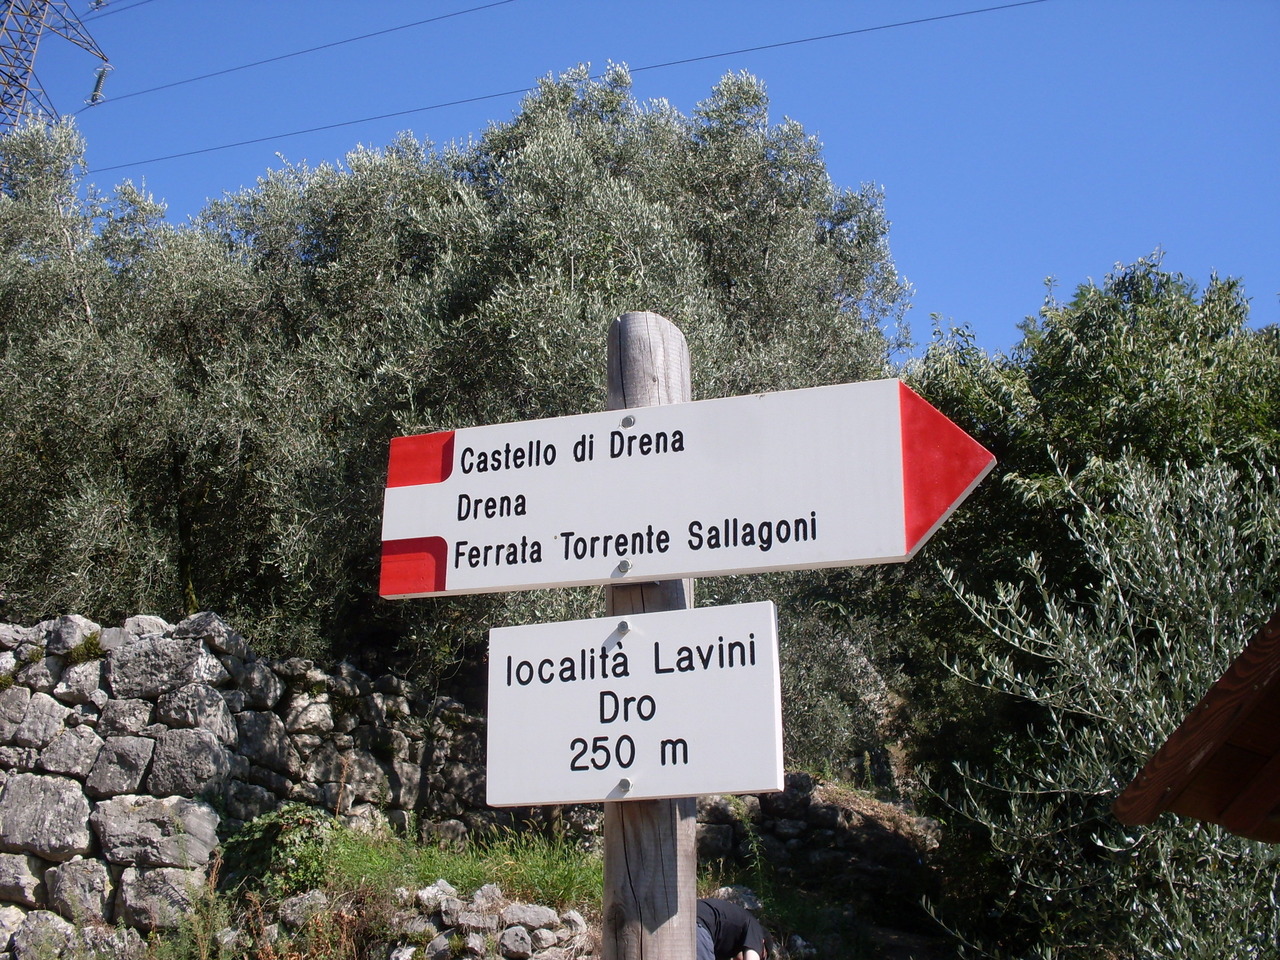 Castello di Drena
Drena
Ferrata Torrente Sallagoni
località Lavini
Dro
250 m